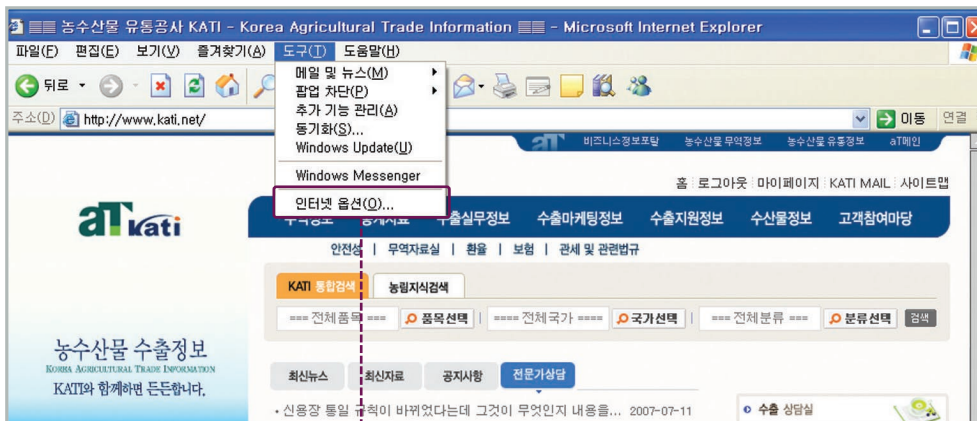 농수산물 유통공사 KATI - Korea Agricultural Trade Information - Microsoft Internet Explorer
파일(F) 편집(E) 보기(V) 즐겨찾기(A) 도구(T) 도움말(H)
뒤로
메일 및 뉴스(M)
팝업 차단(P)
추가 기능 관리(A)
동기화(S)...
Windows Update(U)
Windows Messenger
인터넷 옵션(O)...
주소(D) http://www.kati.net/ 이동 연결
aT 비즈니스정보포탈 농수산물 무역정보 농수산물 유통정보 aT메인
홈 로그아웃 마이페이지 KATI MAIL 사이트맵
aT kati
수출실무정보 수출마케팅정보 수출지원정보 수산물정보 고객참여마당
안전성 | 무역자료실 | 환율 | 보험 | 관세 및 관련법규
KATI 통합검색 농림지식검색
=== 전체품목 === 품목선택 ==== 전체국가 ==== 국가선택 === 전체분류 === 분류선택 검색
농수산물 수출정보
KOREA AGRICULTURAL TRADE INFORMATION
KATI와 함께하면 든든합니다.
최신뉴스 최신자료 공지사항 전문가상담
신용장 통일 규칙이 바뀌었다는데 그것이 무엇인지 내용을... 2007-07-11
수출 상담실